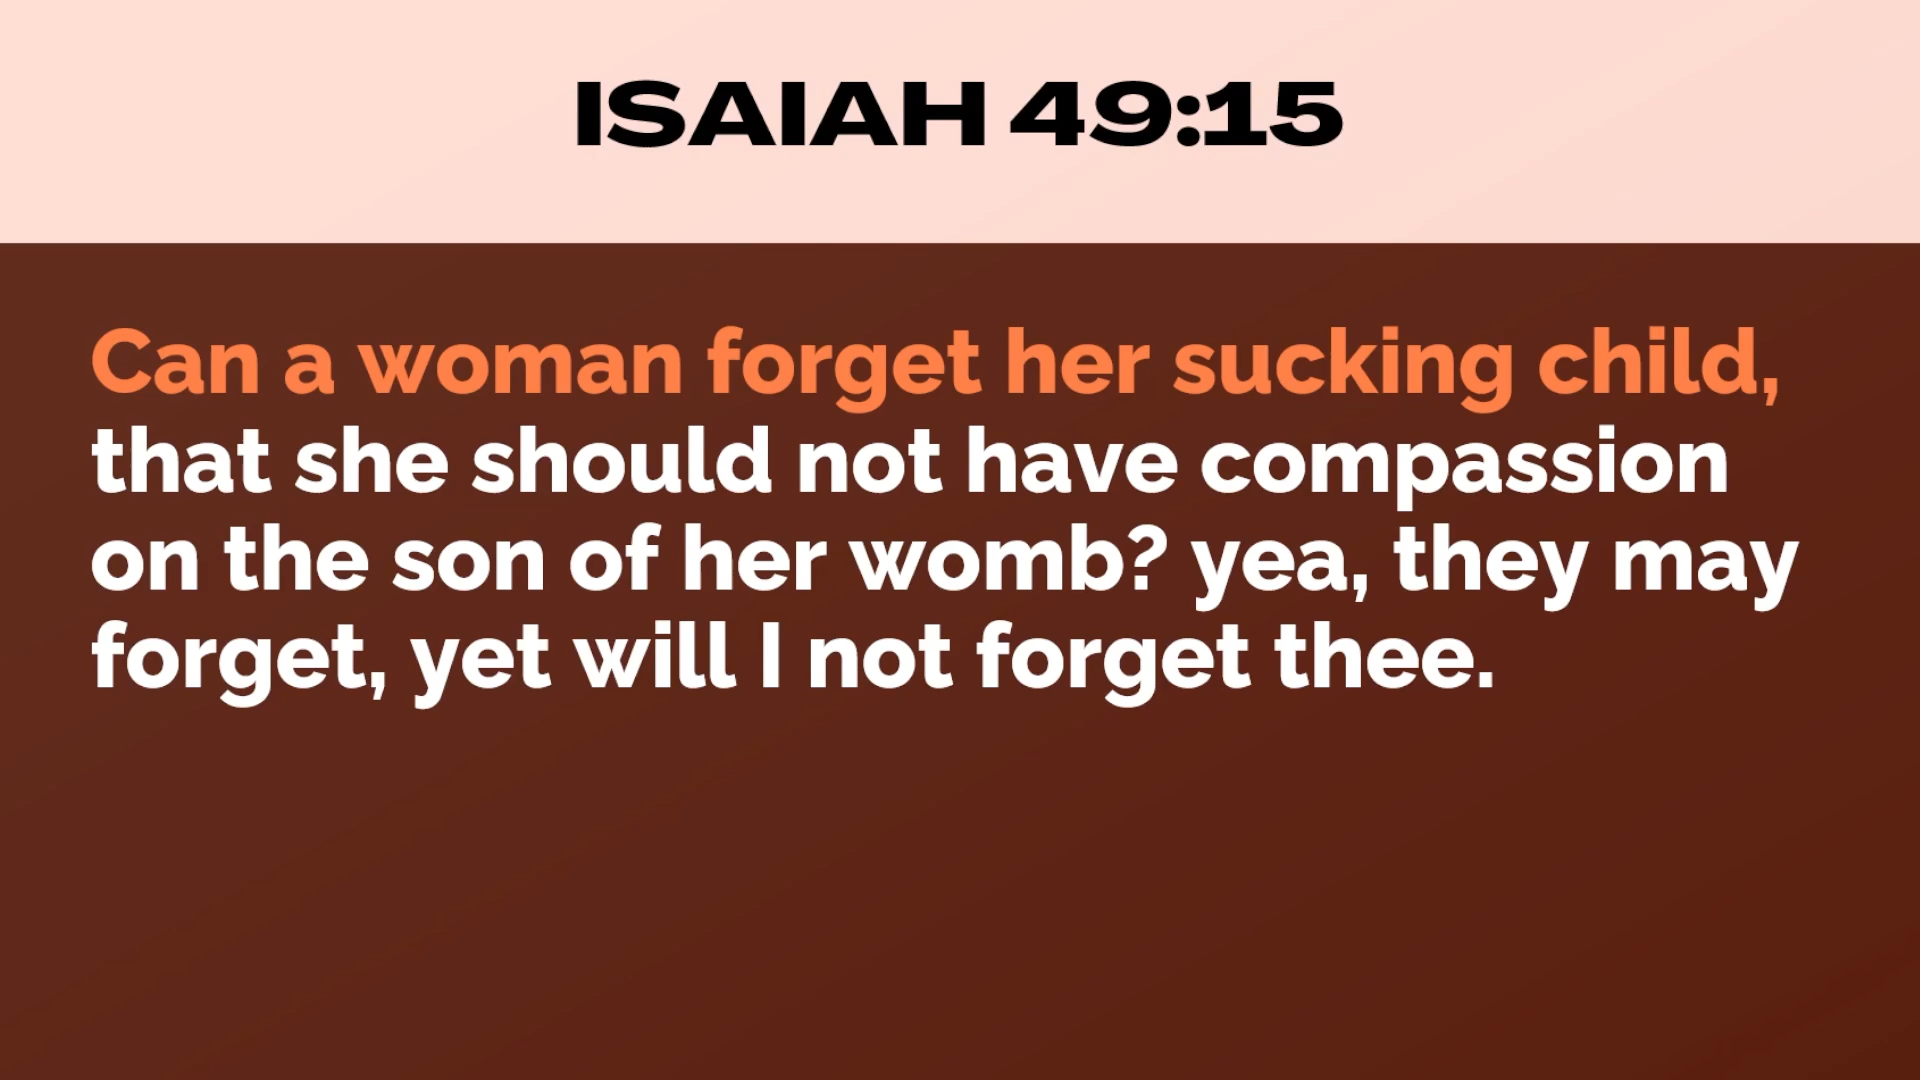 ISAIAH 49:15
Can a woman forget her sucking child,
that she should not have compassion
on the son of her womb? yea, they may
forget, yet will I not forget thee.